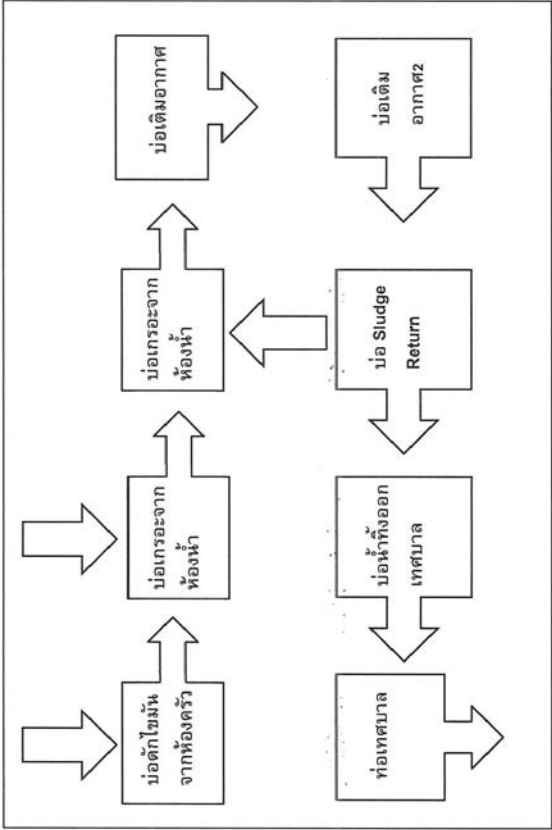 บ่อดักไขมัน
จากห้องครัว
บ่อเกรอะจาก
ห้องน้ำ
บ่อเกรอะจาก
ห้องน้ำ
บ่อเติมอากาศ
ท่อเทศบาล
บ่อน้ำทิ้งออก
เทศบาล
บ่อ Sludge
Return
บ่อเติม
อากาศ2